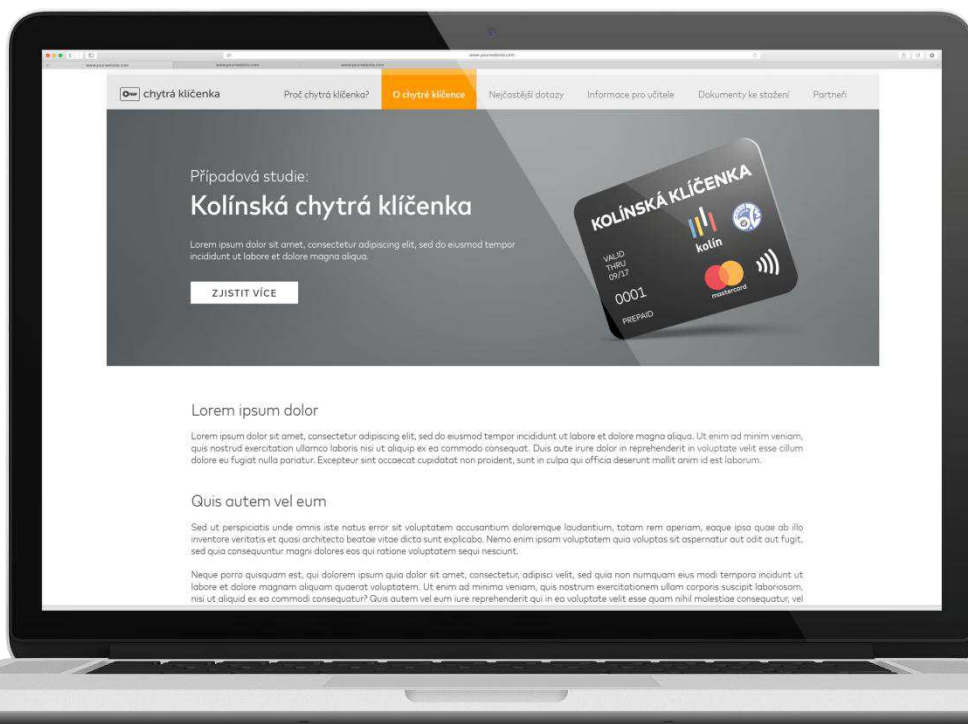 www.yourwebsite.com
www.yourwebsite.com
www.yourwebsite.com
www.yourwebsite.com
chytrá klíčenka
Proč chytrá klíčenka?
O chytré klíčence
Nejčastější dotazy
Informace pro učitele
Dokumenty ke stažení
Partneři
Případová studie:
Kolínská chytrá klíčenka
Lorem ipsum dolor sit amet, consectetur adipiscing elit, sed do eiusmod tempor
incididunt ut labore et dolore magna aliqua.
ZJISTIT VÍCE
KOLÍNSKÁ KLÍČENKA
kolín
VALID
THRU
09/17
0001
PREPAID
mastercard
Lorem ipsum dolor
Lorem ipsum dolor sit amet, consectetur adipiscing elit, sed do eiusmod tempor incididunt ut labore et dolore magna aliqua. Ut enim ad minim veniam,
quis nostrud exercitation ullamco laboris nisi ut aliquip ex ea commodo consequat. Duis aute irure dolor in reprehenderit in voluptate velit esse cillum
dolore eu fugiat nulla pariatur. Excepteur sint occaecat cupidatat non proident, sunt in culpa qui officia deserunt mollit anim id est laborum.
Quis autem vel eum
Sed ut perspiciatis unde omnis iste natus error sit voluptatem accusantium doloremque laudantium, totam rem aperiam, eaque ipsa quae ab illo
inventore veritatis et quasi architecto beatae vitae dicta sunt explicabo. Nemo enim ipsam voluptatem quia voluptas sit aspernatur aut odit aut fugit,
sed quia consequuntur magni dolores eos qui ratione voluptatem sequi nesciunt.
Neque porro quisquam est, qui dolorem ipsum quia dolor sit amet, consectetur, adipisci velit, sed quia non numquam eius modi tempora incidunt ut
labore et dolore magnam aliquam quaerat voluptatem. Ut enim ad minima veniam, quis nostrum exercitationem ullam corporis suscipit laboriosam,
nisi ut aliquid ex ea commodi consequatur? Quis autem vel eum iure reprehenderit qui in ea voluptate velit esse quam nihil molestiae consequatur, vel